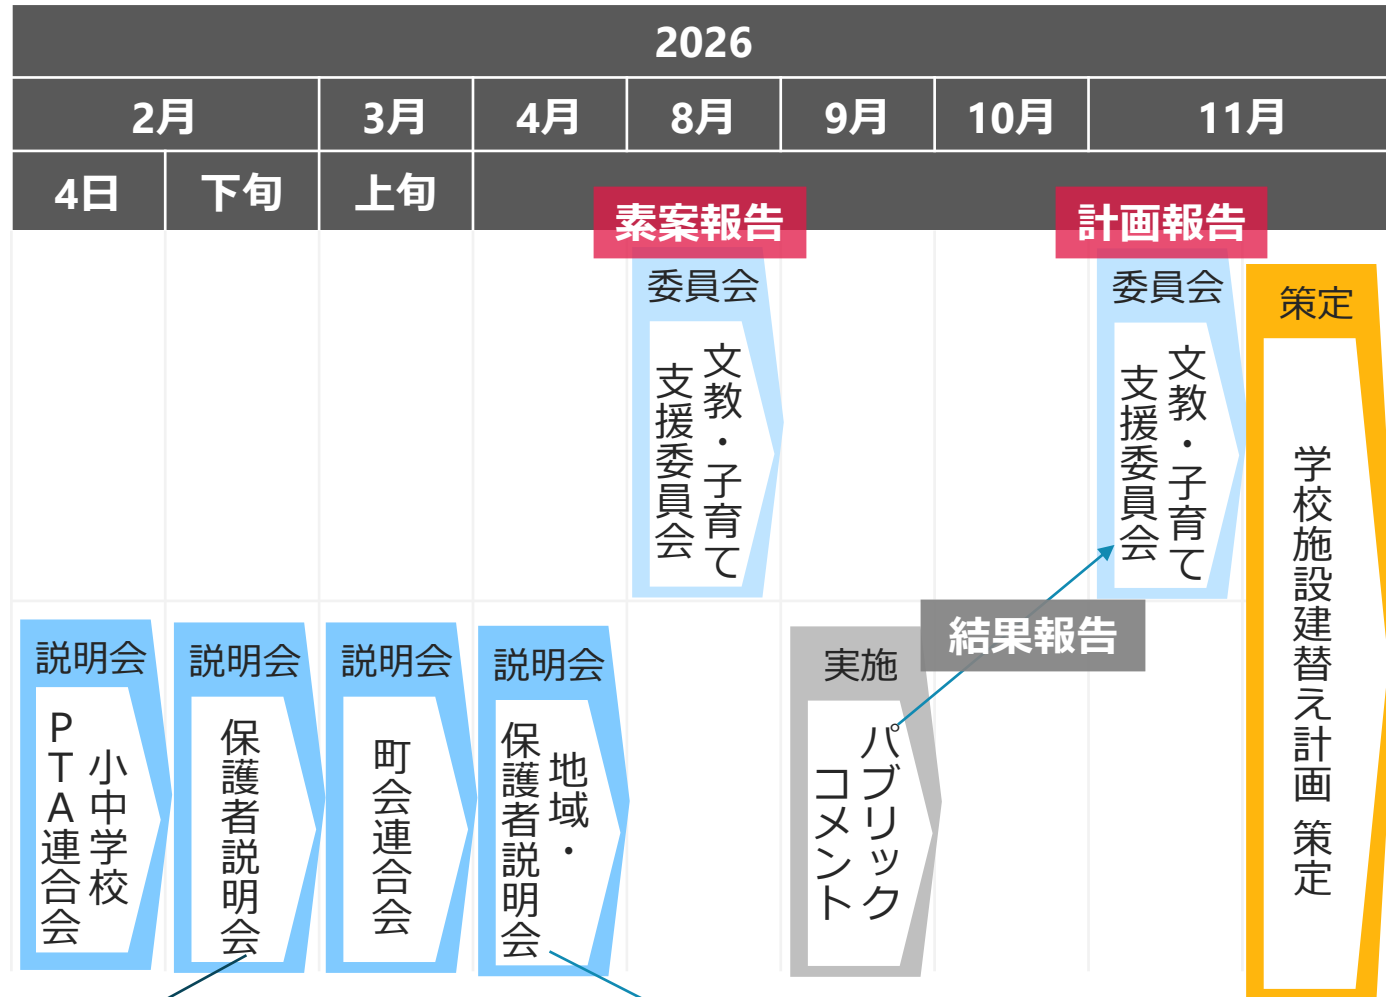 2026
2月
3月
4月
8月
9月
10月
11月
4日
下旬
上旬
素案報告
計画報告
委員会
文教・子育て
支援委員会
委員会
文教・子育て
支援委員会
策定
学校施設建替え計画 策定
説明会
小中学校
PTA連合会
説明会
保護者説明会
説明会
町会連合会
説明会
地域・
保護者説明会
実施
パブリック
コメント
結果報告